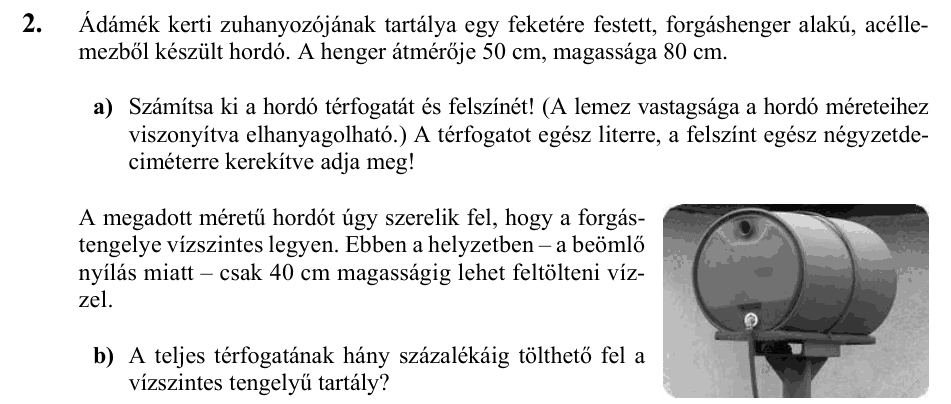 2. Ádámék kerti zuhanyozójának tartálya egy feketére festett, forgáshenger alakú, acélle-
mezből készült hordó. A henger átmérője 50 cm, magassága 80 cm.
a) Számítsa ki a hordó térfogatát és felszínét! (A lemez vastagsága a hordó méreteihez
viszonyítva elhanyagolható.) A térfogatot egész literre, a felszínt egész négyzetde-
ciméterre kerekítve adja meg!
A megadott méretű hordót úgy szerelik fel, hogy a forgás-
tengelye vízszintes legyen. Ebben a helyzetben – a beömlő
nyílás miatt – csak 40 cm magasságig lehet feltölteni víz-
zel.
b) A teljes térfogatának hány százalékáig tölthető fel a
vízszintes tengelyű tartály?